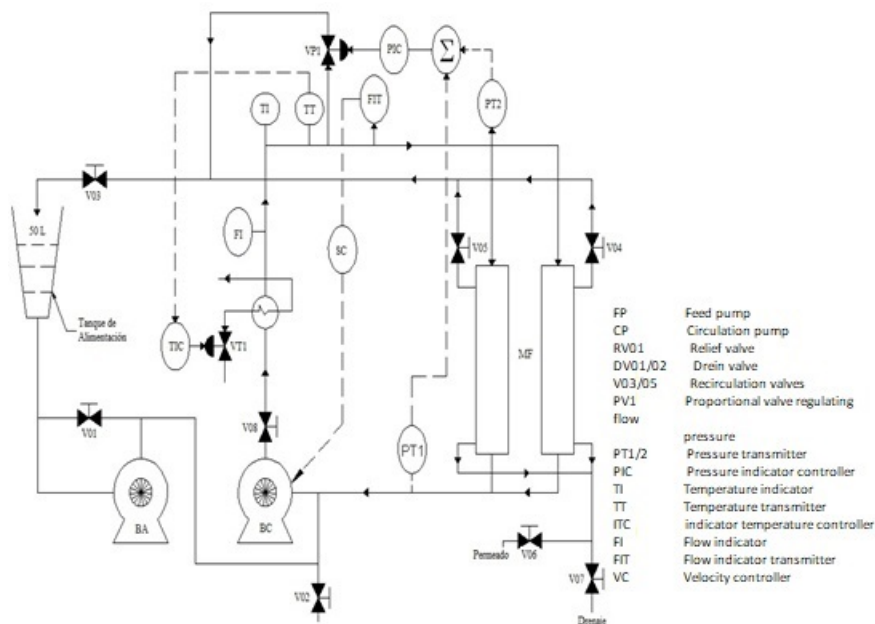 VP1
PIC
Σ
TI
TT
FIT
PT2
V03
50 L
FI
SC
V05
V04
Tanque de
Alimentación
TIC
VT1
MF
V01
V08
PT1
BA
BC
Permeado
V06
V02
V07
Drenaje
FP Feed pump
CP Circulation pump
RV01 Relief valve
DV01/02 Drein valve
V03/05 Recirculation valves
PV1 Proportional valve regulating
flow
pressure
PT1/2 Pressure transmitter
PIC Pressure indicator controller
TI Temperature indicator
TT Temperature transmitter
ITC indicator temperature controller
FI Flow indicator
FIT Flow indicator transmitter
VC Velocity controller